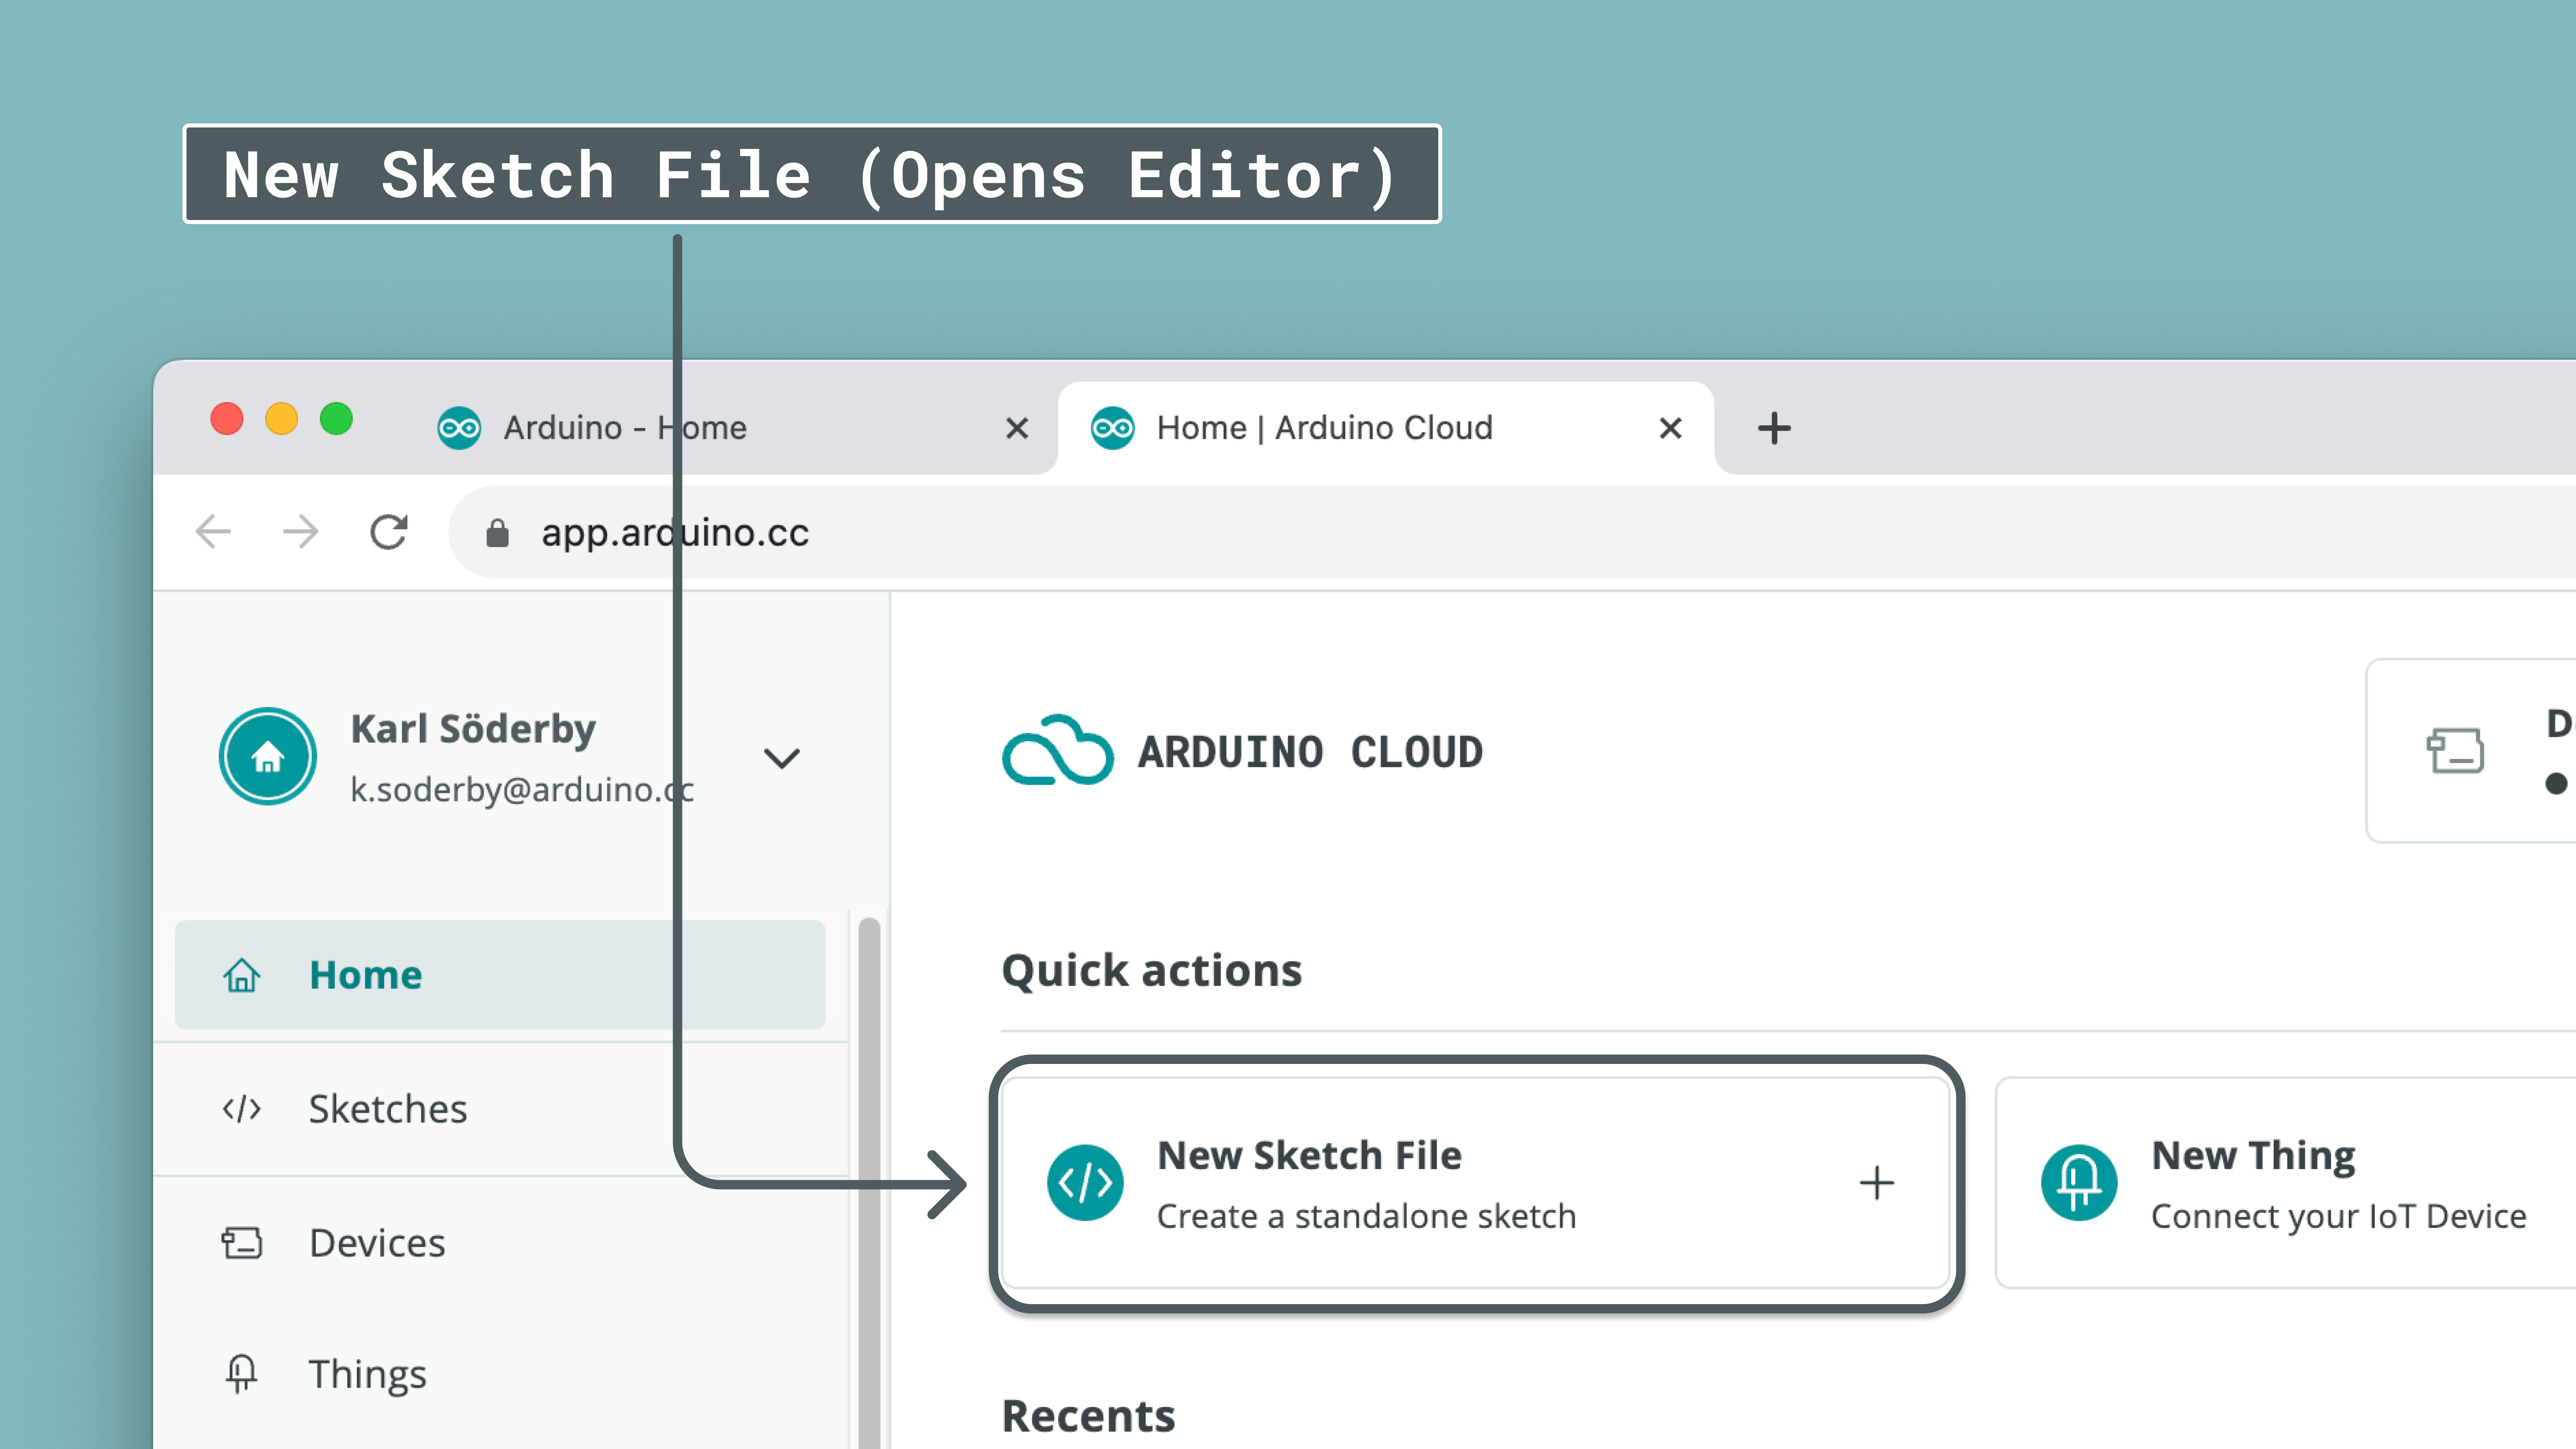 New Sketch File (Opens Editor)
Arduino - Home
Home | Arduino Cloud
app.arduino.cc
Karl Söderby
k.soderby@arduino.cc
ARDUINO CLOUD
Home
Sketches
Devices
Things
Quick actions
New Sketch File
Create a standalone sketch
New Thing
Connect your IoT Device
Recents